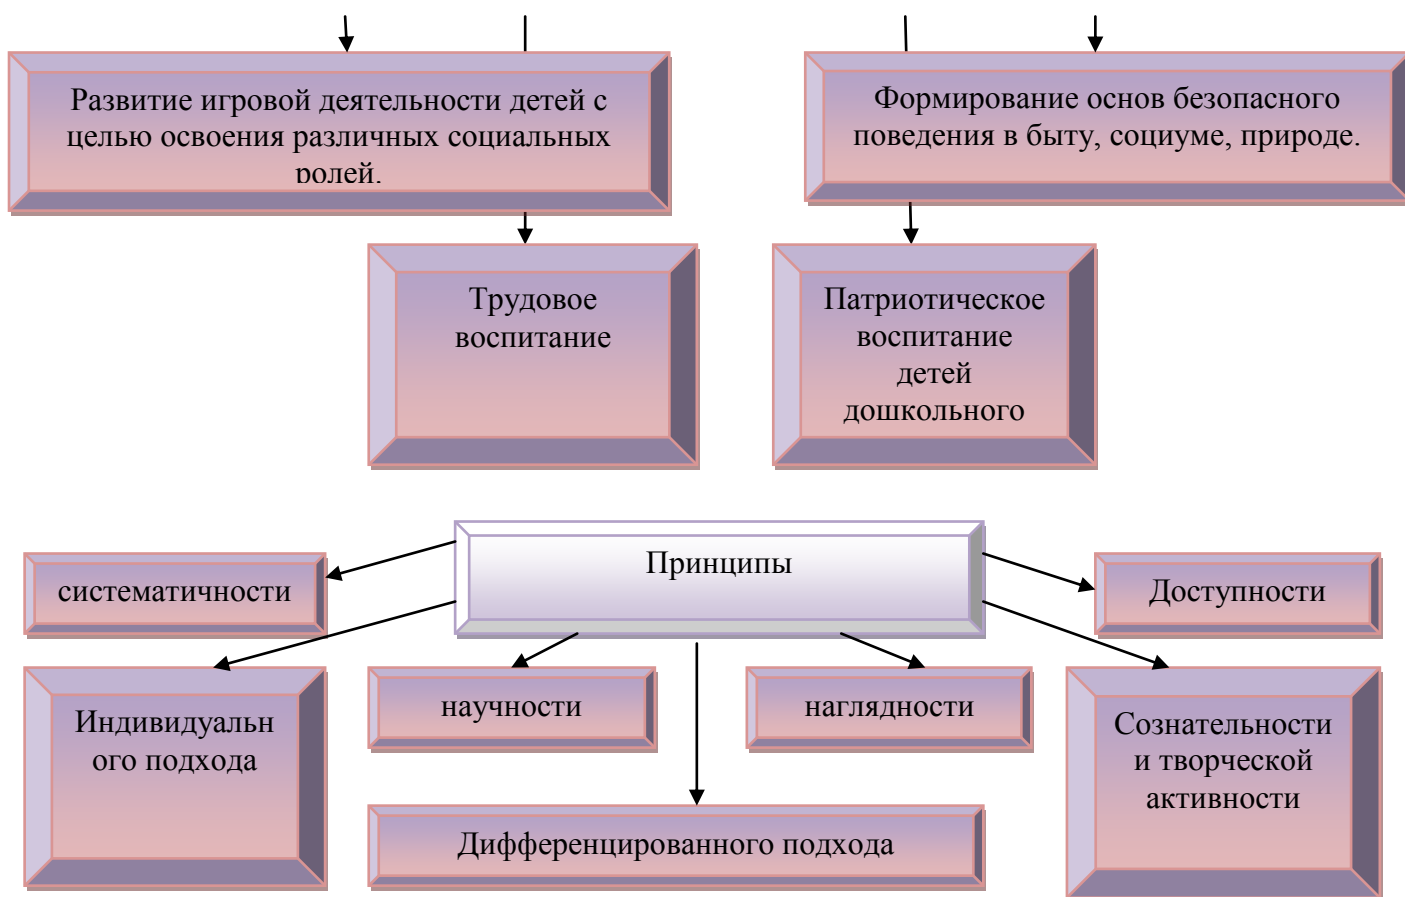 Развитие игровой деятельности детей с
целью освоения различных социальных
ролей.
Формирование основ безопасного
поведения в быту, социуме, природе.
Трудовое
воспитание
Патриотическое
воспитание
детей
дошкольного
Принципы
систематичности
Доступности
Индивидуальн
ого подхода
научности
наглядности
Сознательности
и творческой
активности
Дифференцированного подхода